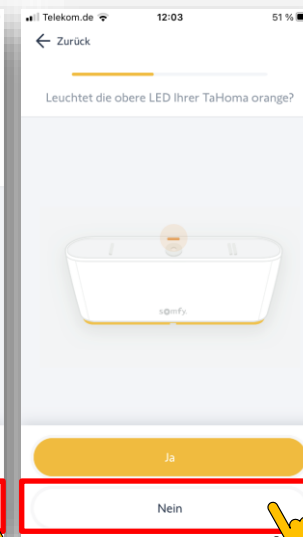 Telekom.de 12:03 51 %
Zurück
Leuchtet die obere LED Ihrer TaHoma orange?
somfy.
Ja
Nein